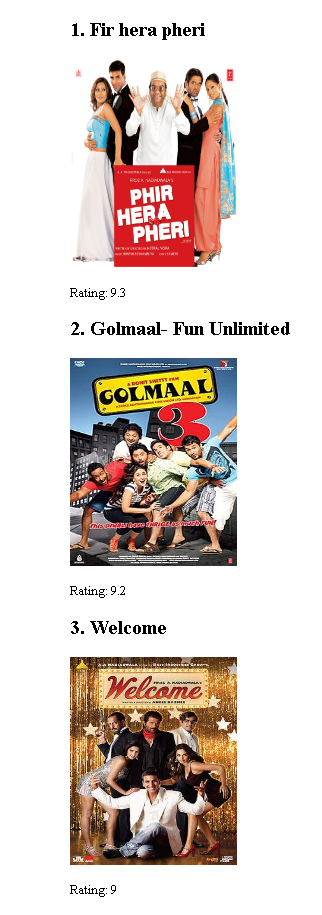 1. Fir hera pheri
PHIR
HERA
PHERI
Rating: 9.3
2. Golmaal- Fun Unlimited
A ROHIT SHETTY FILM
GOLMAAL
3
Rating: 9.2
3. Welcome
Welcome
Rating: 9